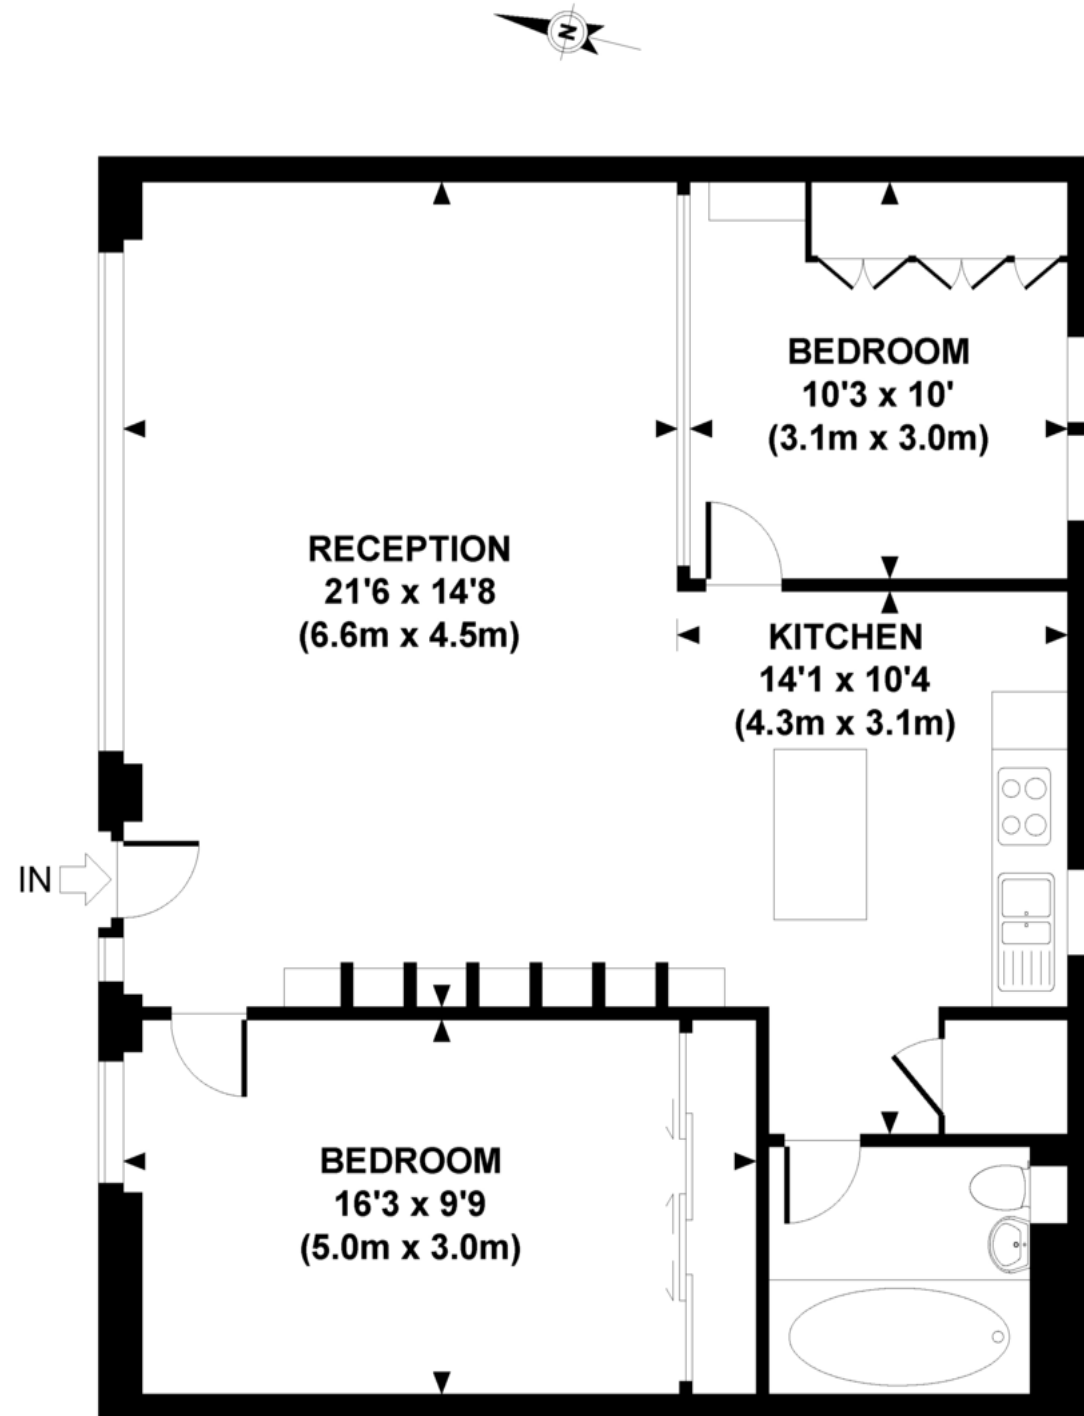 N
BEDROOM
10'3 x 10'
(3.1m x 3.0m)
RECEPTION
21'6 x 14'8
(6.6m x 4.5m)
KITCHEN
14'1 x 10'4
(4.3m x 3.1m)
IN
BEDROOM
16'3 x 9'9
(5.0m x 3.0m)